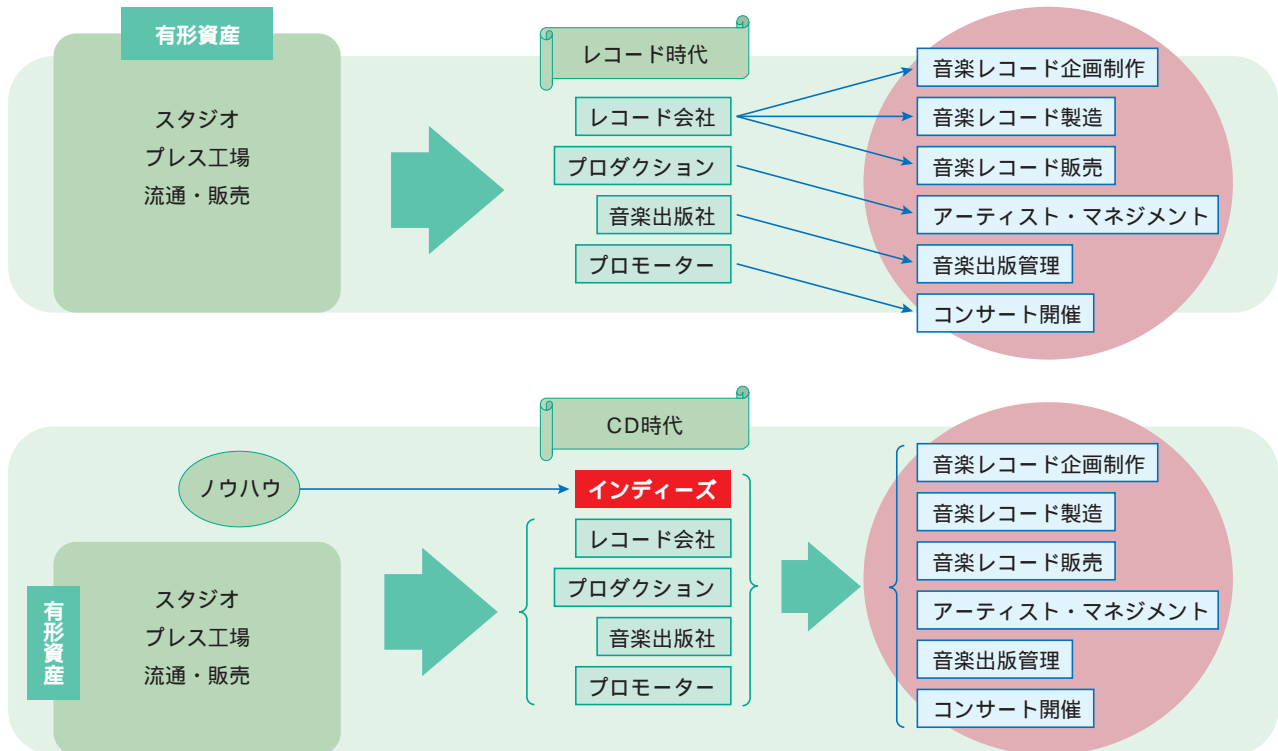 有形資産
スタジオ
プレス工場
流通・販売
レコード時代
レコード会社
プロダクション
音楽出版社
プロモーター
音楽レコード企画制作
音楽レコード製造
音楽レコード販売
アーティスト・マネジメント
音楽出版管理
コンサート開催
CD時代
ノウハウ
有形資産
スタジオ
プレス工場
流通・販売
インディーズ
レコード会社
プロダクション
音楽出版社
プロモーター
音楽レコード企画制作
音楽レコード製造
音楽レコード販売
アーティスト・マネジメント
音楽出版管理
コンサート開催